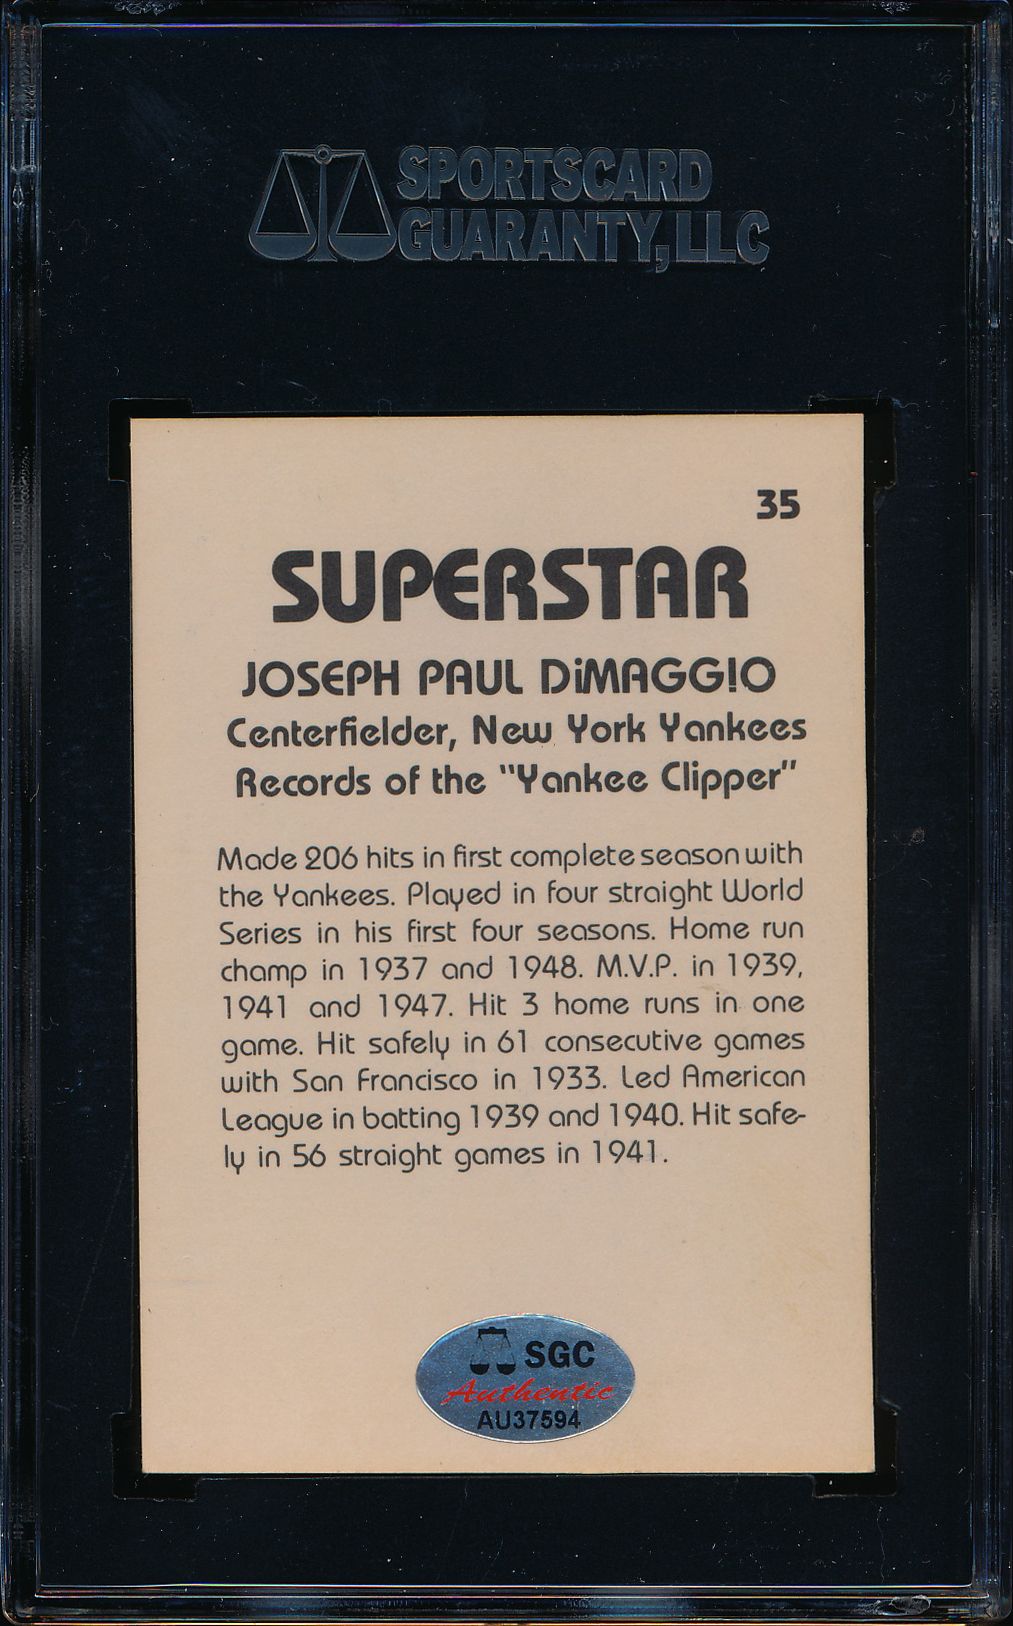 SPORTSCARD
GUARANTY, LLC
35
SUPERSTAR
JOSEPH PAUL DiMAGG!O
Centerfielder, New York Yankees
Records of the "Yankee Clipper"
Made 206 hits in first complete season with
the Yankees. Played in four straight World
Series in his first four seasons. Home run
champ in 1937 and 1948. M.V.P. in 1939,
1941 and 1947. Hit 3 home runs in one
game. Hit safely in 61 consecutive games
with San Francisco in 1933. Led American
League in batting 1939 and 1940. Hit safe-
ly in 56 straight games in 1941.
SGC
Authentic
AU37594